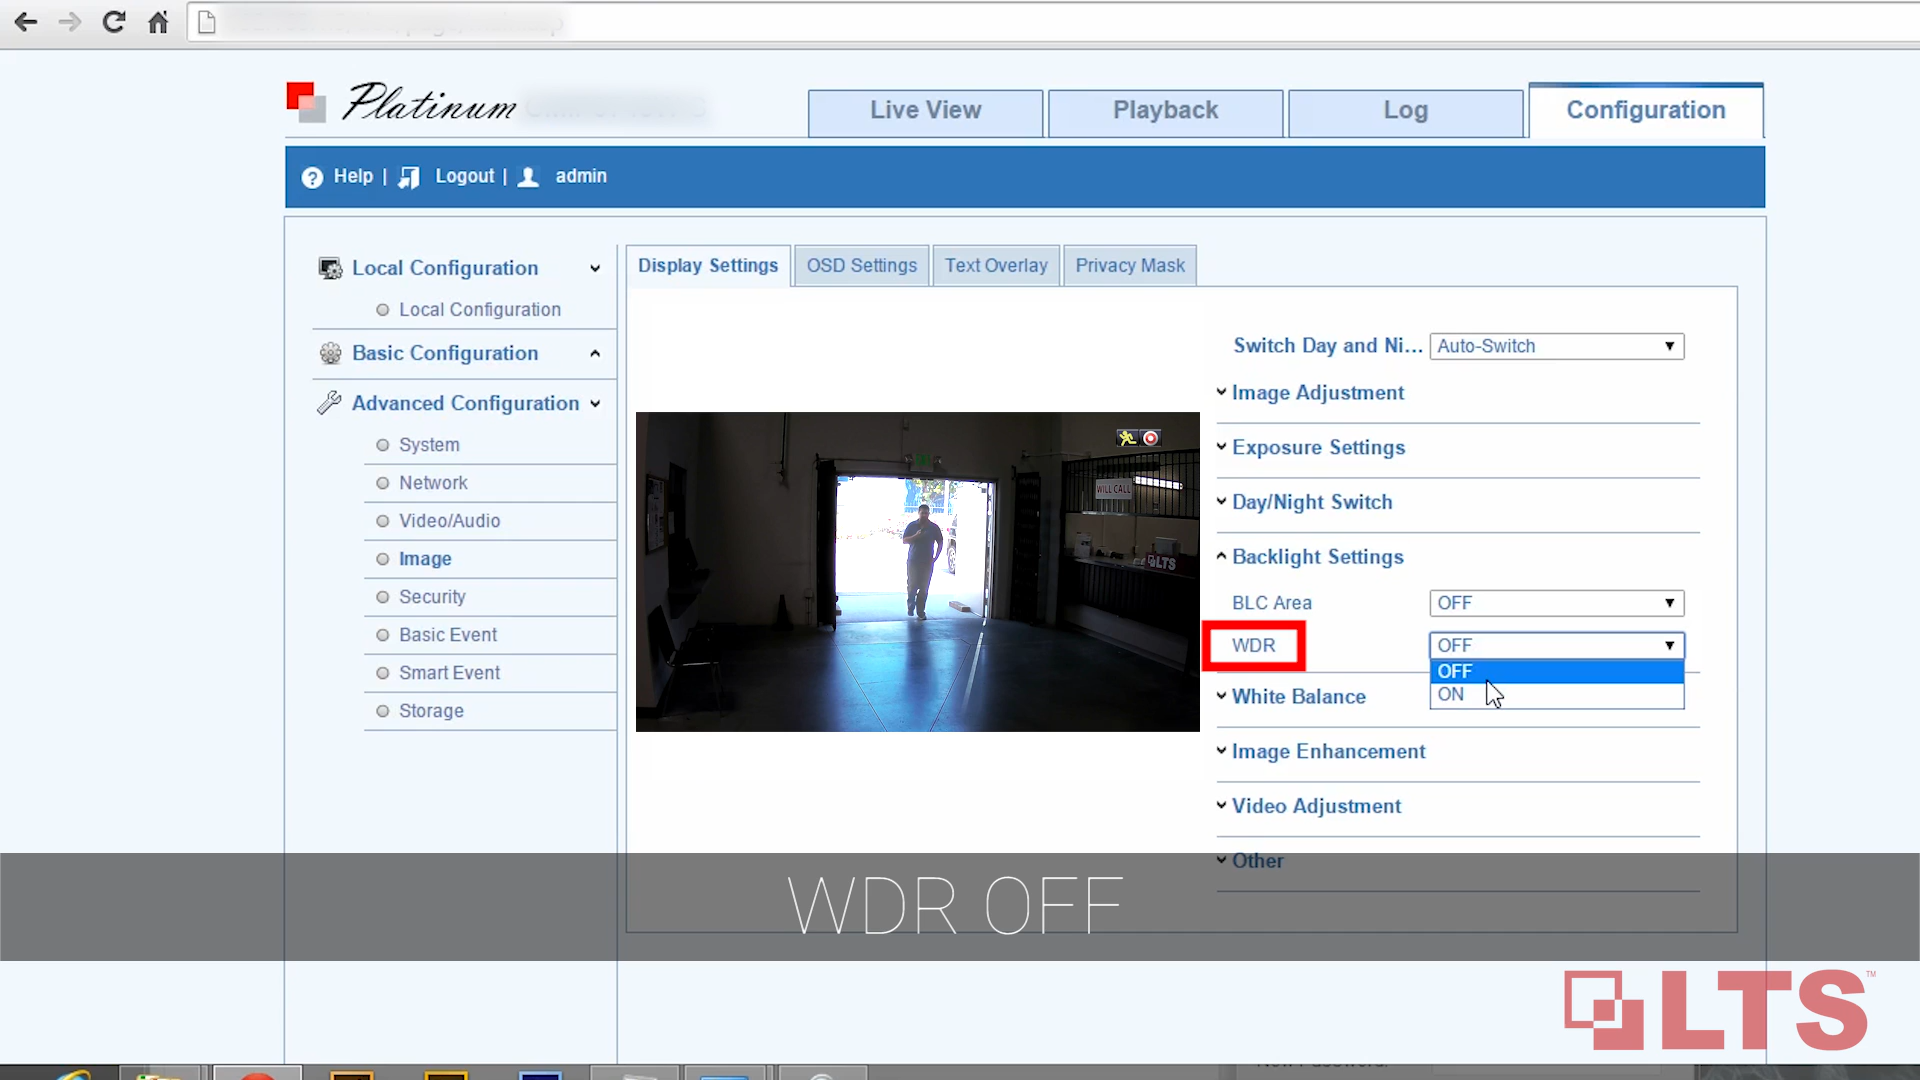 Platinum
Live View
Playback
Log
Configuration
Help | Logout | admin
Local Configuration
Local Configuration
Basic Configuration
Advanced Configuration
System
Network
Video/Audio
Image
Security
Basic Event
Smart Event
Storage
Display Settings
OSD Settings
Text Overlay
Privacy Mask
WILL CALL
LTS
Switch Day and Ni... Auto-Switch
Image Adjustment
Exposure Settings
Day/Night Switch
Backlight Settings
BLC Area OFF
WDR OFF
OFF
ON
White Balance
Image Enhancement
Video Adjustment
Other
WDR OFF
LTS™